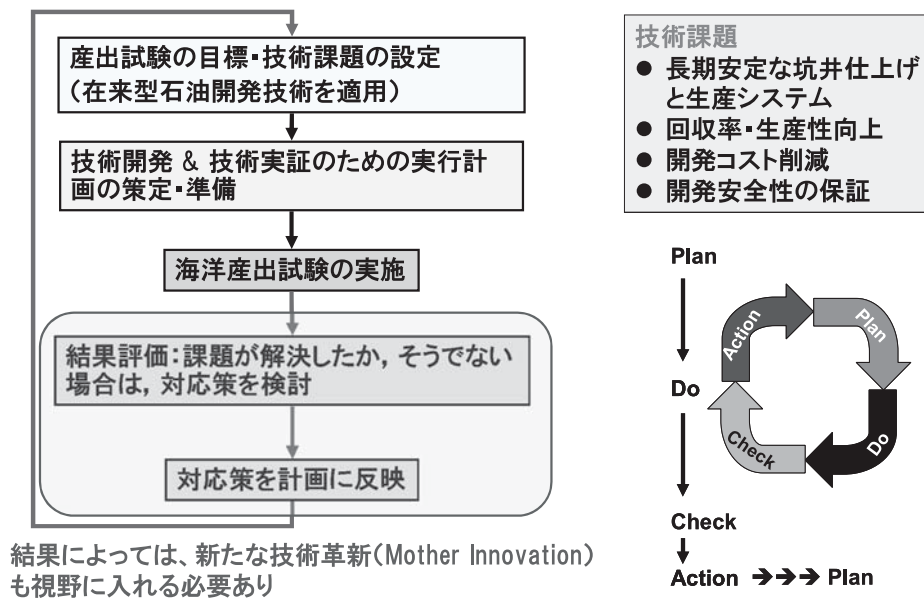 産出試験の目標・技術課題の設定
（在来型石油開発技術を適用）
技術開発 & 技術実証のための実行計
画の策定・準備
海洋産出試験の実施
結果評価：課題が解決したか，そうでない
場合は，対応策を検討
対応策を計画に反映
結果によっては、新たな技術革新（Mother Innovation）
も視野に入れる必要あり
技術課題
● 長期安定な坑井仕上げ
と生産システム
● 回収率・生産性向上
● 開発コスト削減
● 開発安全性の保証
Plan
Do
Check
Action ➔➔➔ Plan
Action
Plan
Check
Do